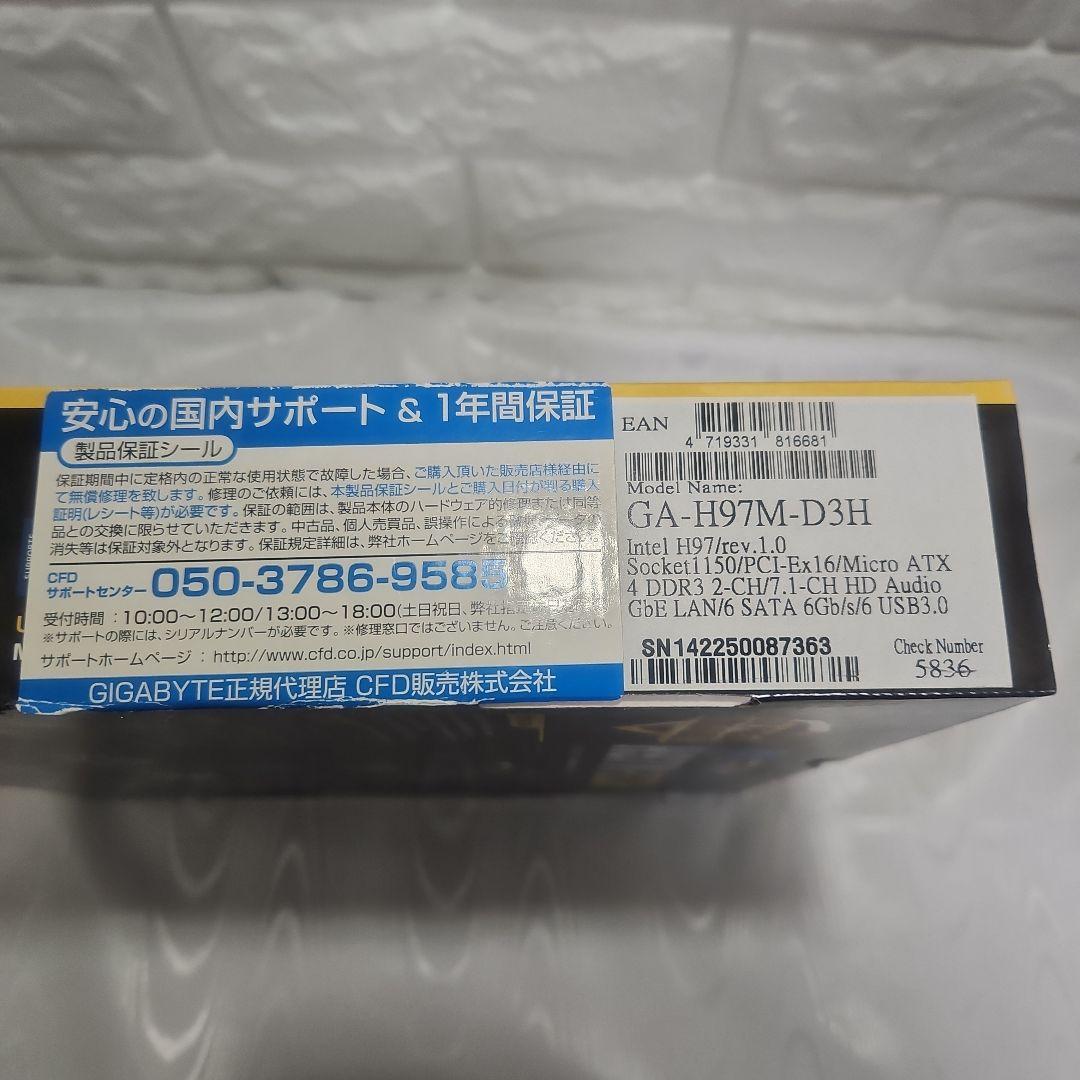 安心の国内サポート & 1年間保証
製品保証シール
保証期間中に定格内の正常な使用状態で故障した場合、ご購入頂いた販売店様経由に
て無償修理を致します。修理のご依頼には、本製品保証シールとご購入日付が判る購入
証明(レシート等)が必要です。保証の範囲は、製品本体のハードウェア的修理または同等
品との交換に限らせていただきます。中古品、個人売買品、誤操作による
消失等は保証対象外となります。保証規定詳細は、弊社ホームページをご確認ください。
CFD
サポートセンター 050-3786-9585
受付時間：10:00〜12:00/13:00〜18:00(土日祝日、弊社指定
※サポートの際には、シリアルナンバーが必要です。※修理窓口ではございません。ご注意ください。
サポートホームページ：http://www.cfd.co.jp/support/index.html
GIGABYTE正規代理店 CFD販売株式会社
EAN
4 719331 816681
Model Name:
GA-H97M-D3H
Intel H97/rev.1.0
Socket1150/PCI-Ex16/Micro ATX
4 DDR3 2-CH/7.1-CH HD Audio
GbE LAN/6 SATA 6Gb/s/6 USB3.0
SN142250087363
Check Number
5836